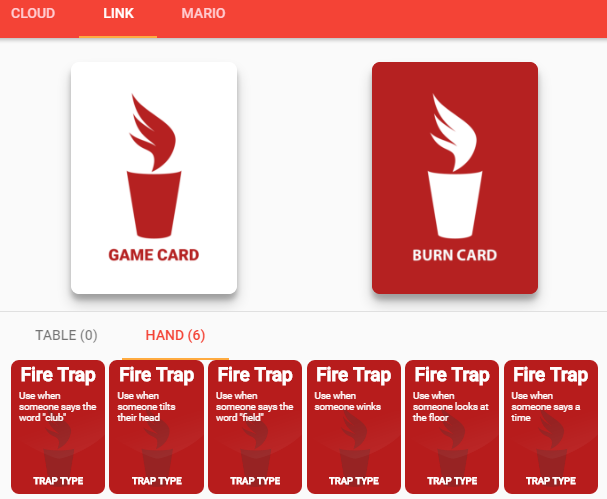 CLOUD LINK MARIO
GAME CARD BURN CARD
TABLE (0) HAND (6)
Fire Trap
Use when
someone says the
word "club"
TRAP TYPE
Fire Trap
Use when
someone tilts
their head
TRAP TYPE
Fire Trap
Use when
someone says the
word "field"
TRAP TYPE
Fire Trap
Use when
someone winks
TRAP TYPE
Fire Trap
Use when
someone looks at
the floor
TRAP TYPE
Fire Trap
Use when
someone says a
time
TRAP TYPE